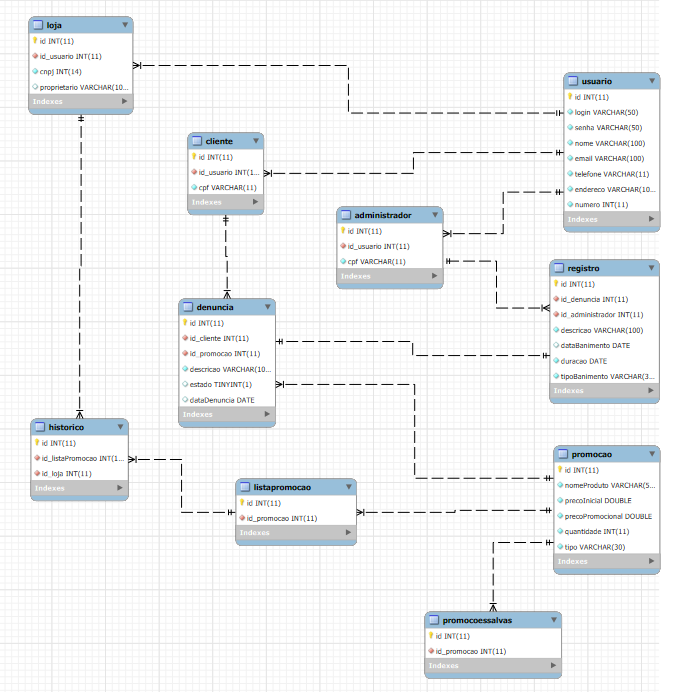 loja
id INT(11)
id_usuario INT(11)
cnpj INT(14)
proprietario VARCHAR(10...
Indexes
usuario
id INT(11)
login VARCHAR(50)
senha VARCHAR(50)
nome VARCHAR(100)
email VARCHAR(100)
telefone VARCHAR(11)
endereco VARCHAR(10...
numero INT(11)
Indexes
cliente
id INT(11)
id_usuario INT(1...
cpf VARCHAR(11)
Indexes
administrador
id INT(11)
id_usuario INT(11)
cpf VARCHAR(11)
Indexes
registro
id INT(11)
id_denuncia INT(11)
id_administrador INT(11)
descricao VARCHAR(100)
dataBanimento DATE
duracao DATE
tipoBanimento VARCHAR(3...
Indexes
denuncia
id INT(11)
id_cliente INT(11)
id_promocao INT(11)
descricao VARCHAR(10...
estado TINYINT(1)
dataDenuncia DATE
Indexes
historico
id INT(11)
id_listaPromocao INT(1...
id_loja INT(11)
Indexes
listapromocao
id INT(11)
id_promocao INT(11)
Indexes
promocao
id INT(11)
nomeProduto VARCHAR(5...
precoInicial DOUBLE
precoPromocional DOUBLE
quantidade INT(11)
tipo VARCHAR(30)
Indexes
promocoessalvas
id INT(11)
id_promocao INT(11)
Indexes